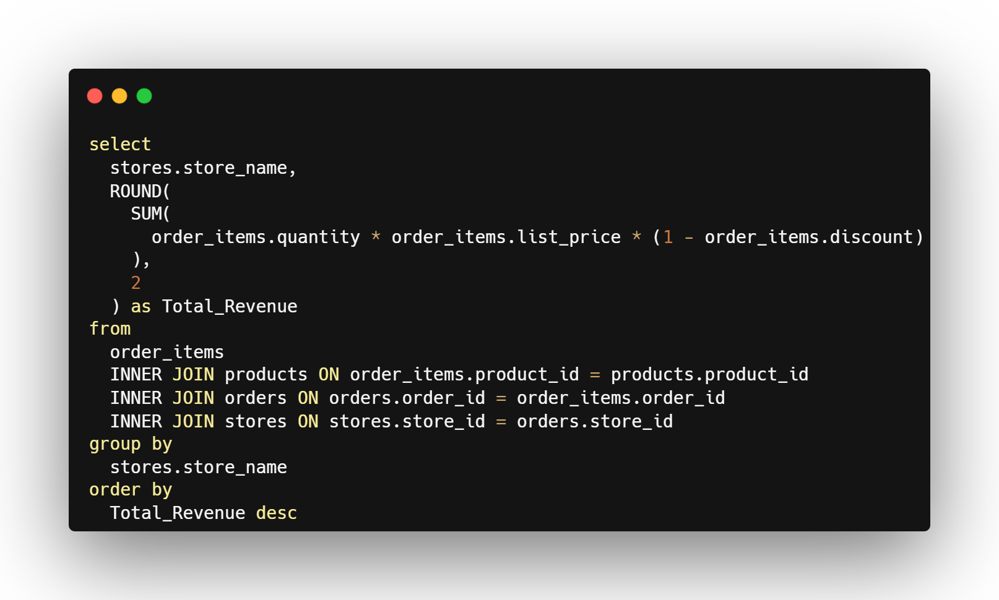 select
stores.store_name,
ROUND(
SUM(
order_items.quantity * order_items.list_price * (1 - order_items.discount)
),
2
) as Total_Revenue
from
order_items
INNER JOIN products ON order_items.product_id = products.product_id
INNER JOIN orders ON orders.order_id = order_items.order_id
INNER JOIN stores ON stores.store_id = orders.store_id
group by
stores.store_name
order by
Total_Revenue desc